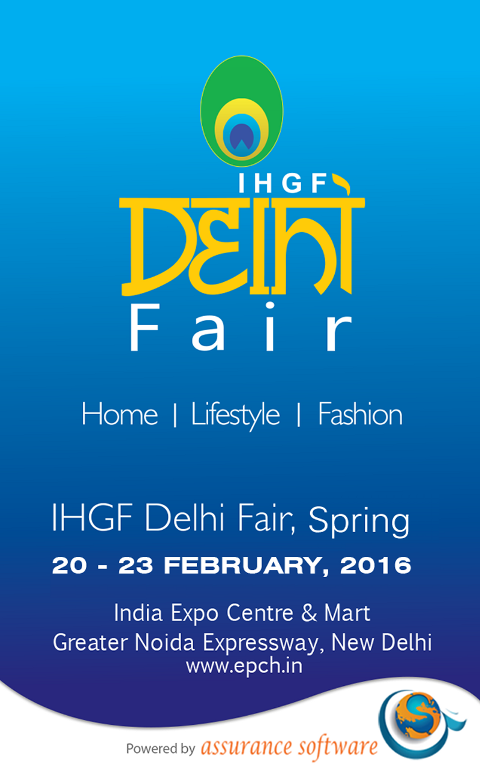 IHGF
DELHI
Fair
Home | Lifestyle | Fashion
IHGF Delhi Fair, Spring
20 - 23 FEBRUARY, 2016
India Expo Centre & Mart
Greater Noida Expressway, New Delhi
www.epch.in
Powered by assurance software